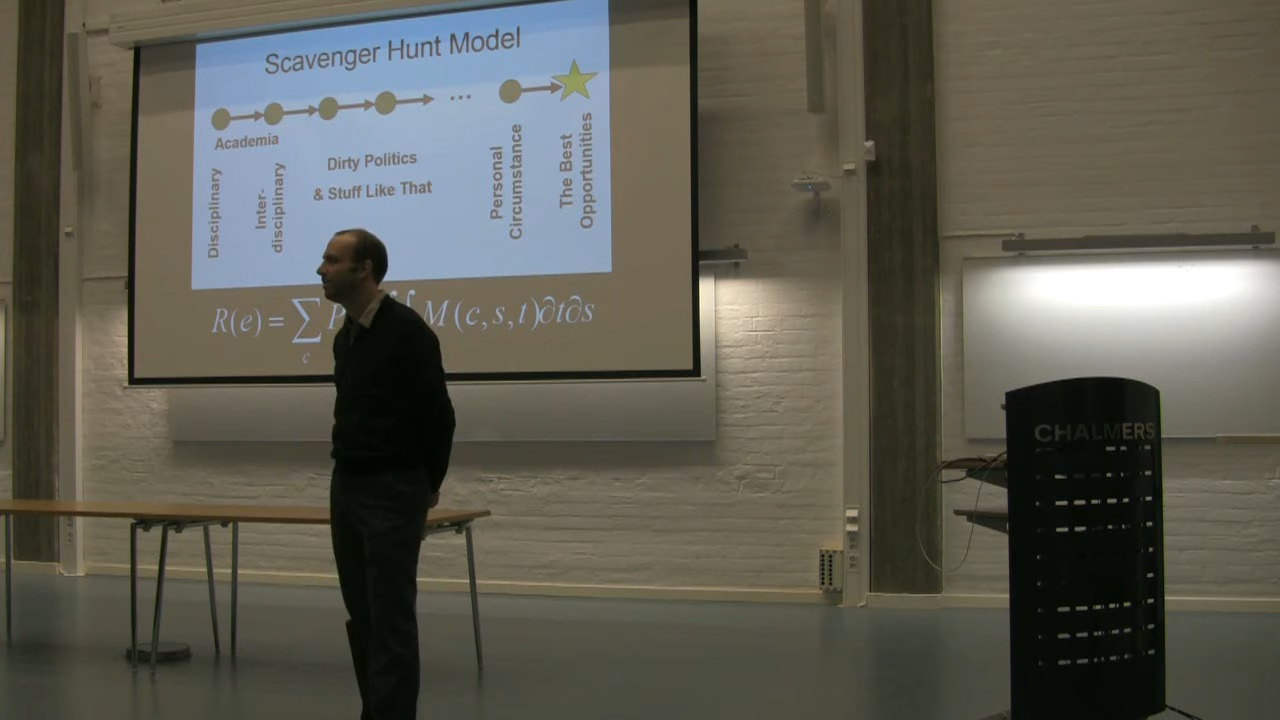 Scavenger Hunt Model
...
Academia
Disciplinary
Inter-
disciplinary
Dirty Politics
& Stuff Like That
Personal
Circumstance
The Best
Opportunities
R(e) = ∑ P M(c,s,t)∂t∂s
c
CHALMERS